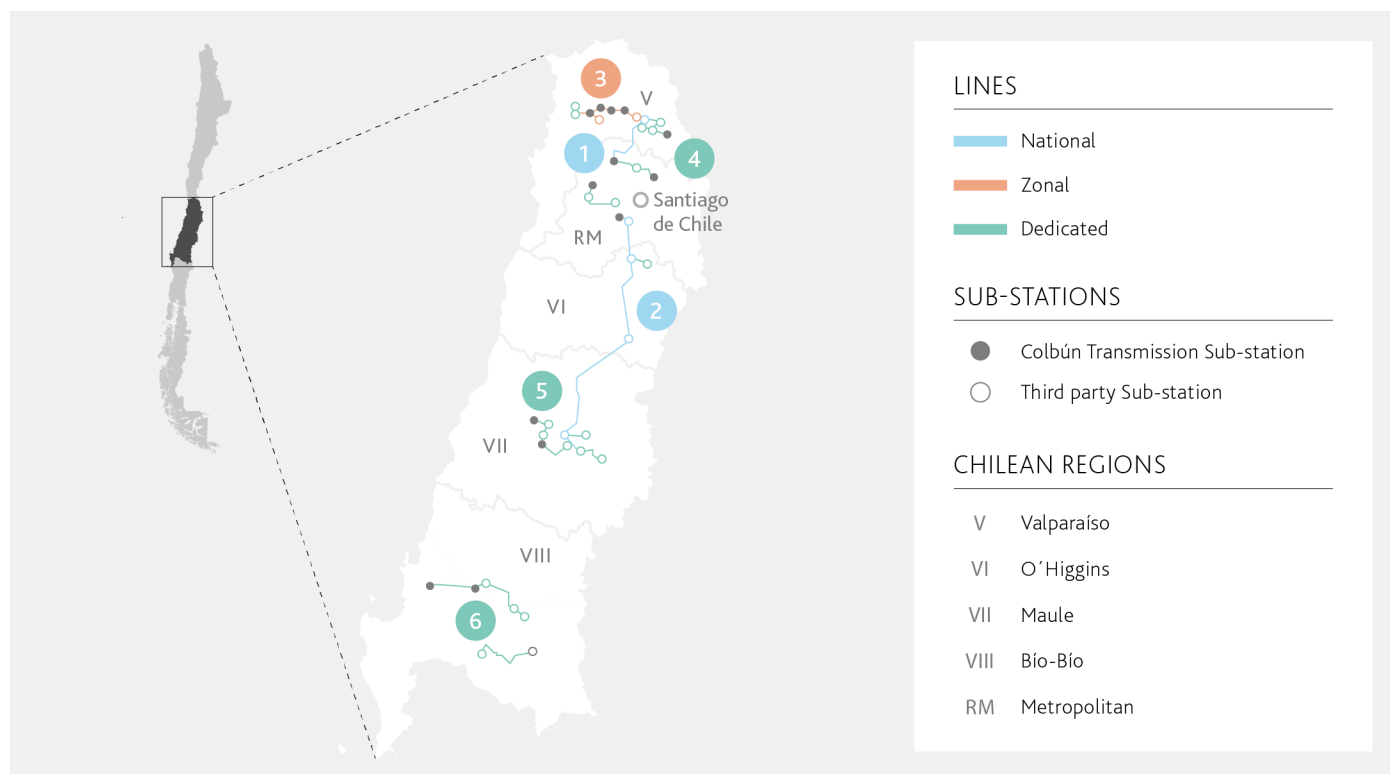 3
V
1
4
Santiago
de Chile
RM
VI
2
5
VII
VIII
6
LINES
National
Zonal
Dedicated
SUB-STATIONS
Colbún Transmission Sub-station
Third party Sub-station
CHILEAN REGIONS
V Valparaíso
VI O´Higgins
VII Maule
VIII Bío-Bío
RM Metropolitan